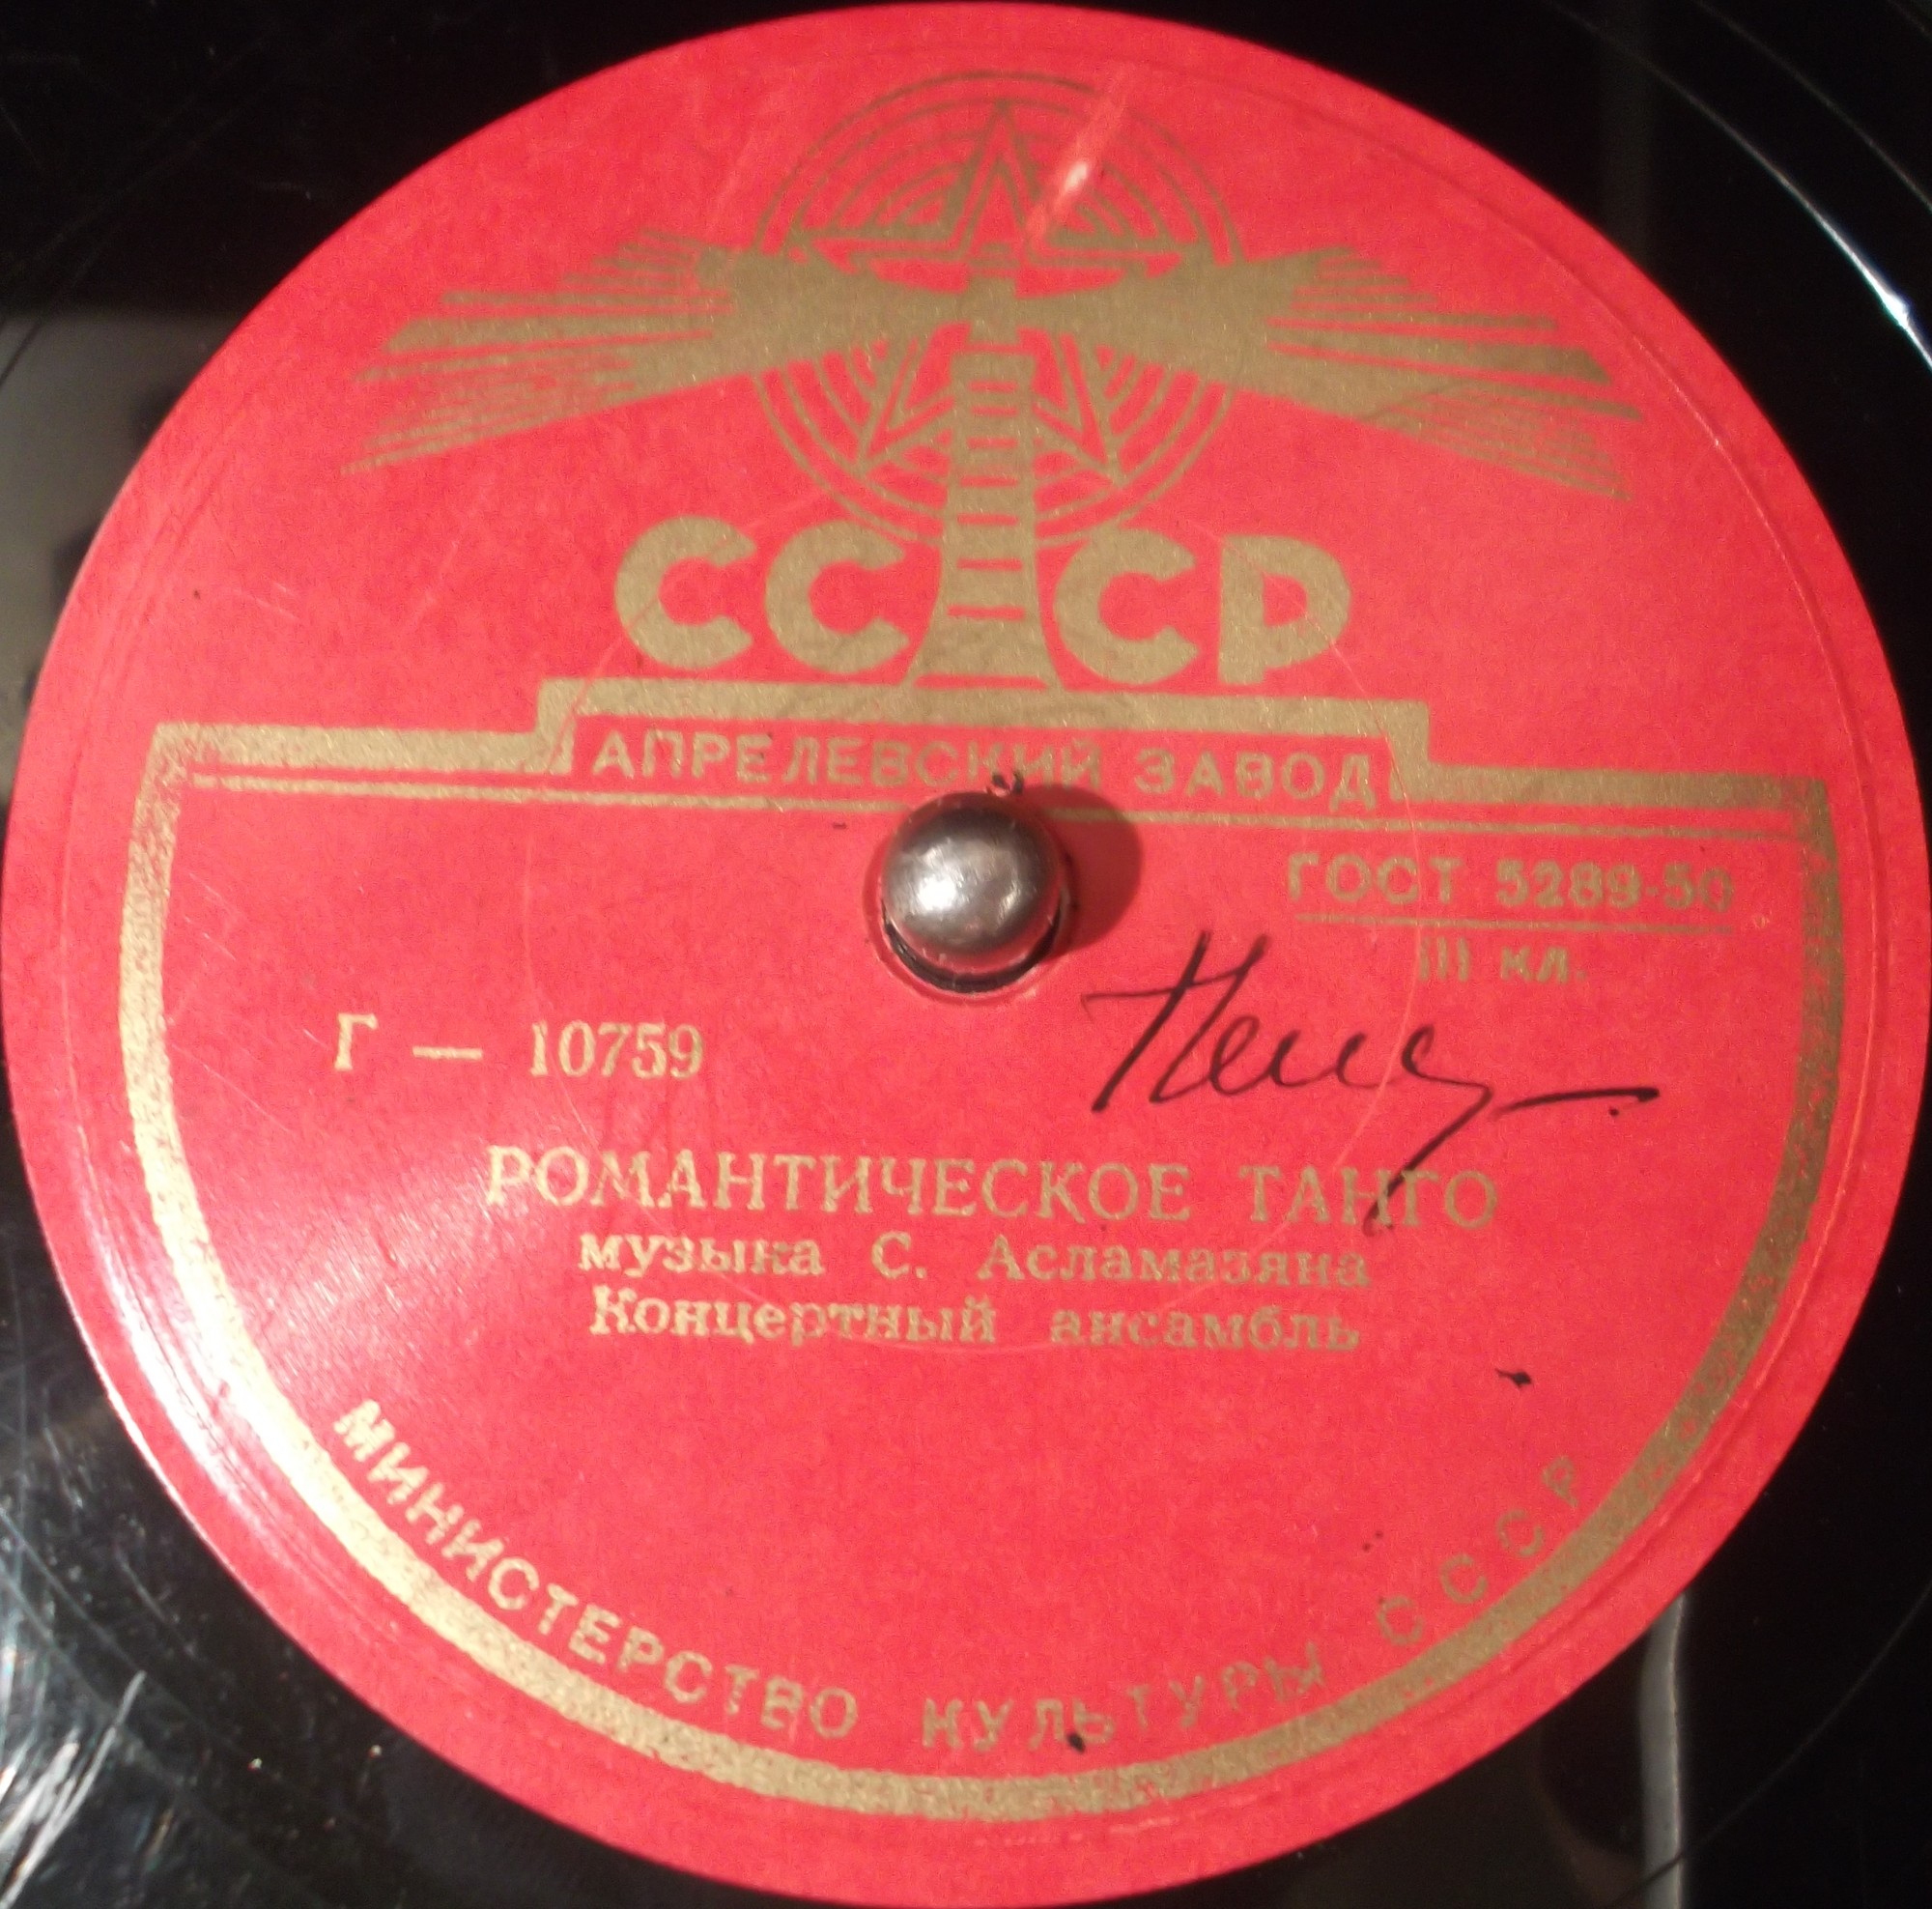 СССР
АПРЕЛЕВСКИЙ ЗАВОД
ГОСТ 5289-50
III кл.
Г — 10759
РОМАНТИЧЕСКОЕ ТАНГО
музыка С. Асламазяна
Концертный ансамбль
МИНИСТЕРСТВО КУЛЬТУРЫ СССР